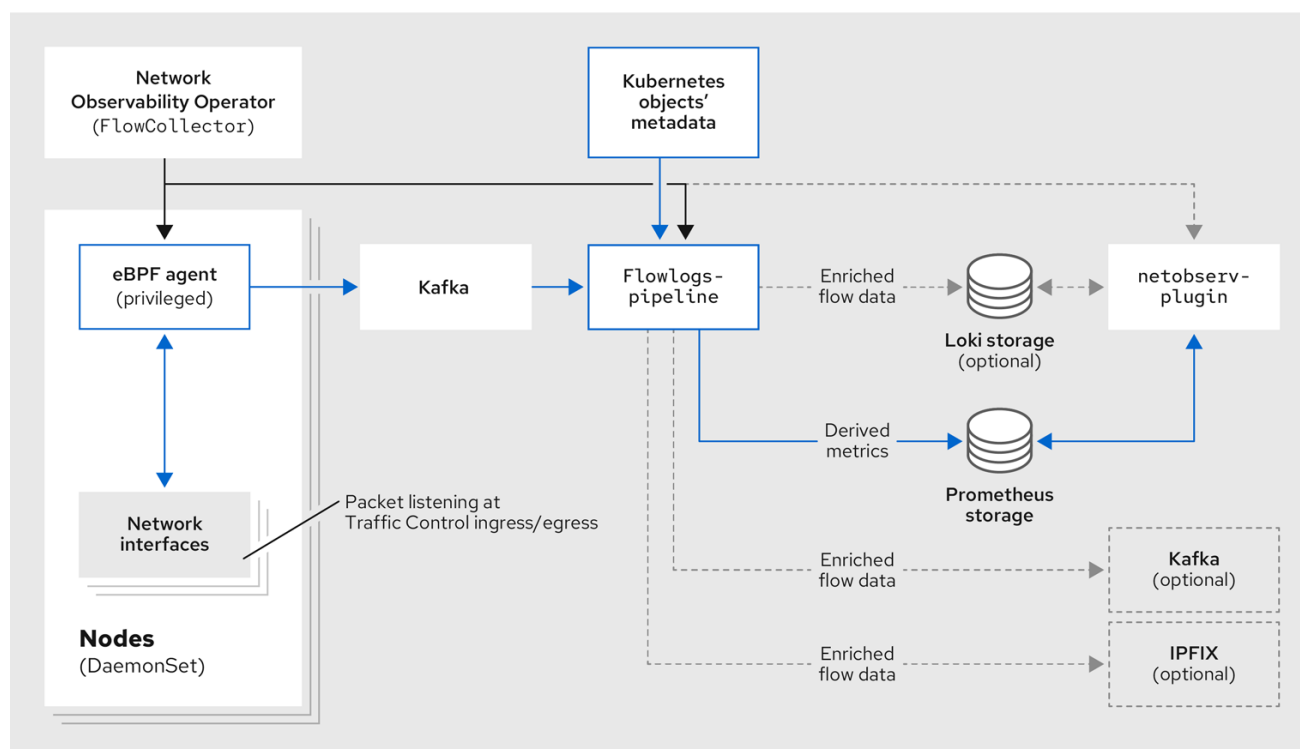 Network
Observability Operator
(FlowCollector)
Kubernetes
objects’
metadata
eBPF agent
(privileged)
Kafka
Flowlogs-
pipeline
Enriched
flow data
Loki storage
(optional)
netobserv-
plugin
Derived
metrics
Prometheus
storage
Network
interfaces
Packet listening at
Traffic Control ingress/egress
Enriched
flow data
Kafka
(optional)
Nodes
(DaemonSet)
Enriched
flow data
IPFIX
(optional)